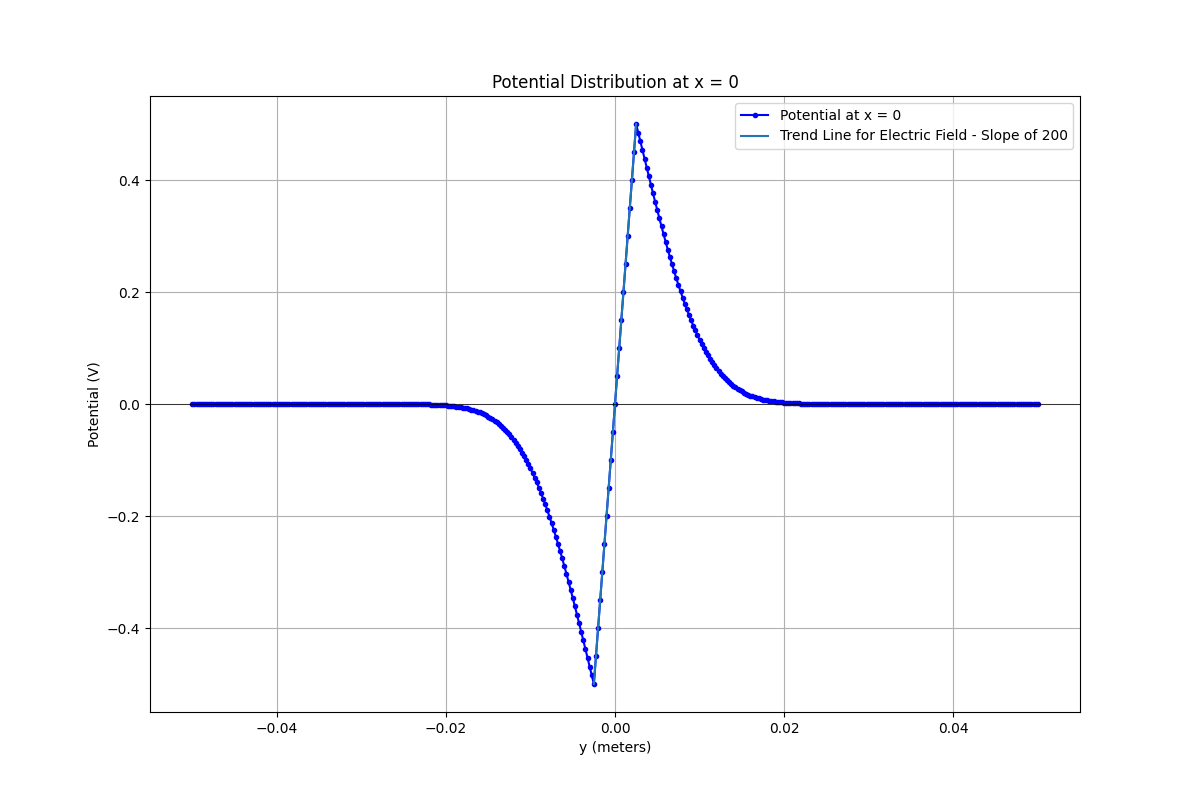 Potential Distribution at x = 0
Potential at x = 0
Trend Line for Electric Field - Slope of 200
Potential (V)
0.4
0.2
0.0
−0.2
−0.4
−0.04
−0.02
0.00
0.02
0.04
y (meters)